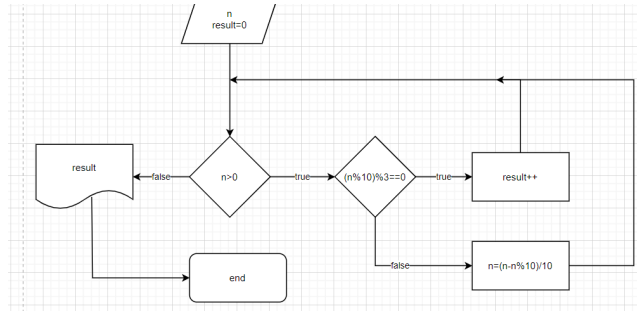 n
result=0
result
false
n>0
true
(n%10)%3==0
true
result++
false
n=(n-n%10)/10
end